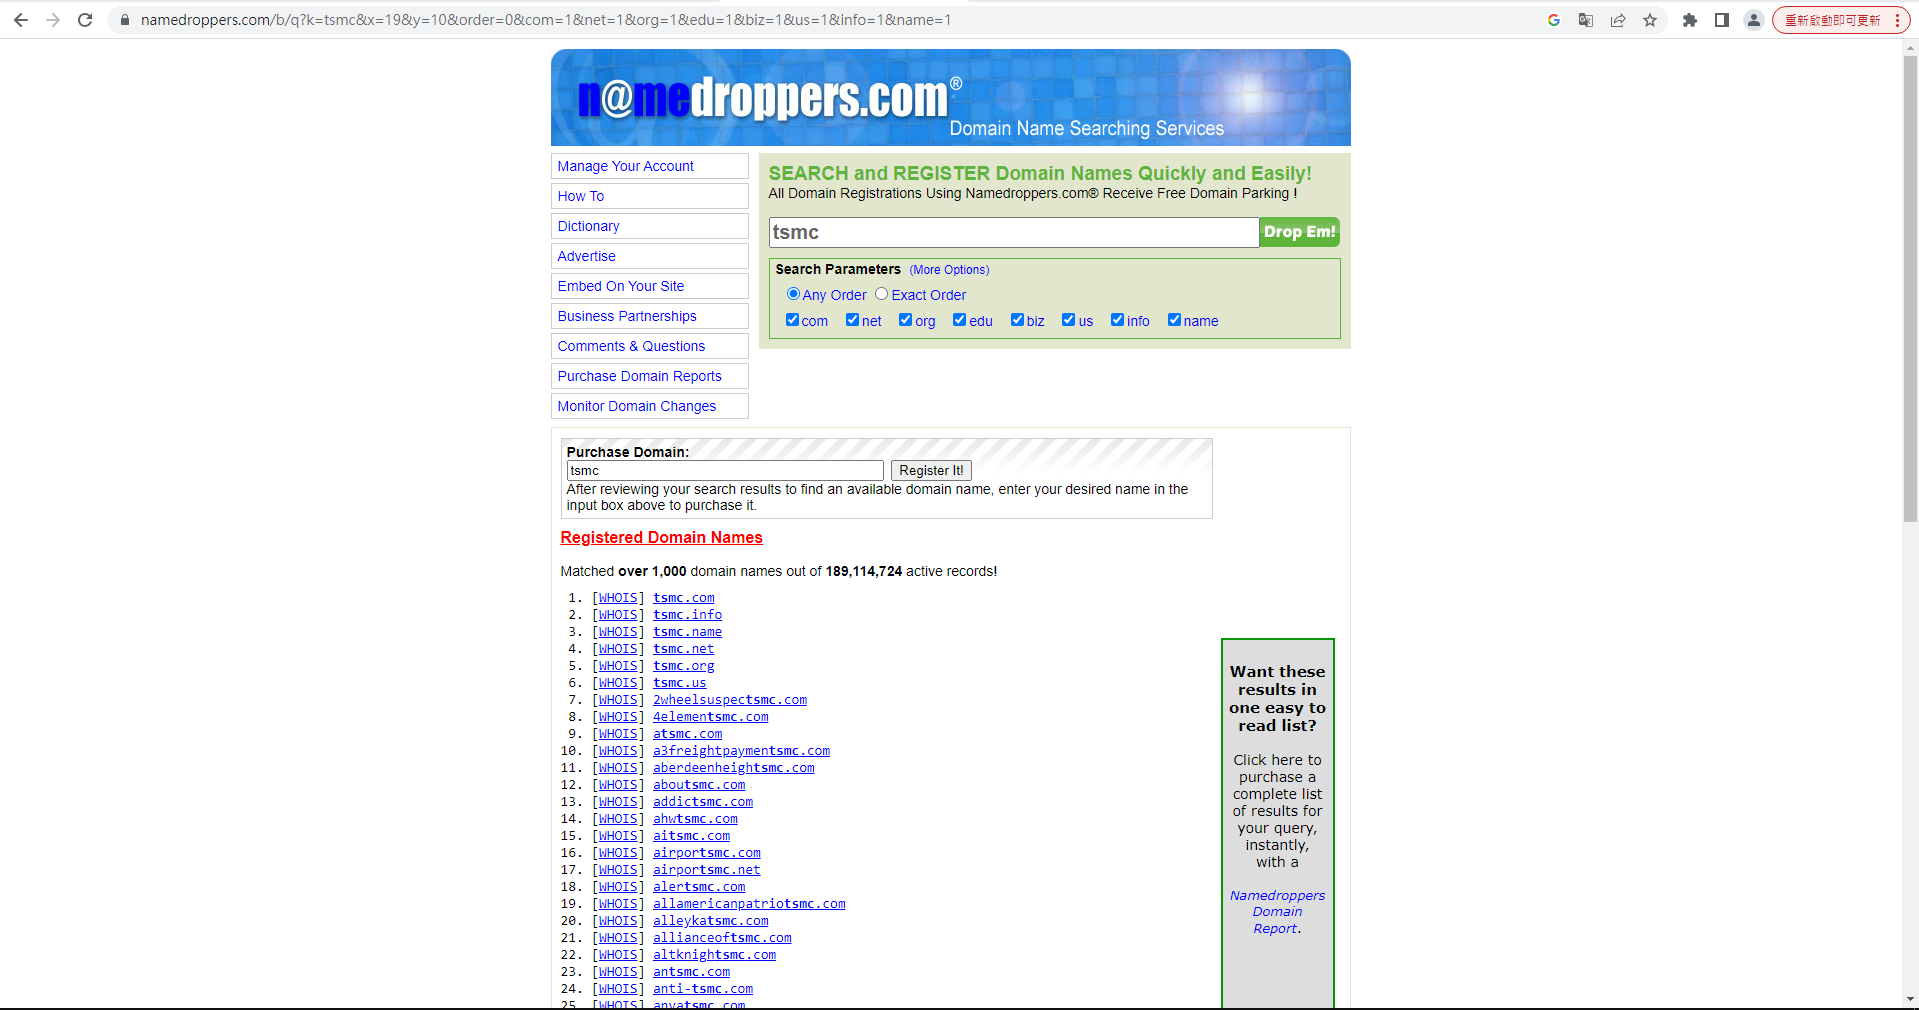 namedroppers.com/b/q?k=tsmc&x=19&y=10&order=0&com=1&net=1&org=1&edu=1&biz=1&us=1&info=1&name=1
重新啟動即可更新
n@medroppers.com®
Domain Name Searching Services
Manage Your Account
How To
Dictionary
Advertise
Embed On Your Site
Business Partnerships
Comments & Questions
Purchase Domain Reports
Monitor Domain Changes
SEARCH and REGISTER Domain Names Quickly and Easily!
All Domain Registrations Using Namedroppers.com® Receive Free Domain Parking !
tsmc Drop Em!
Search Parameters (More Options)
Any Order Exact Order
com net org edu biz us info name
Purchase Domain:
tsmc Register It!
After reviewing your search results to find an available domain name, enter your desired name in the
input box above to purchase it.
Registered Domain Names
Matched over 1,000 domain names out of 189,114,724 active records!
1. [WHOIS] tsmc.com
2. [WHOIS] tsmc.info
3. [WHOIS] tsmc.name
4. [WHOIS] tsmc.net
5. [WHOIS] tsmc.org
6. [WHOIS] tsmc.us
7. [WHOIS] 2wheelsuspectsmc.com
8. [WHOIS] 4elementsmc.com
9. [WHOIS] atsmc.com
10. [WHOIS] a3freightpaymentsmc.com
11. [WHOIS] aberdeenheightsmc.com
12. [WHOIS] aboutsmc.com
13. [WHOIS] addictsmc.com
14. [WHOIS] ahwtsmc.com
15. [WHOIS] aitsmc.com
16. [WHOIS] airportsmc.com
17. [WHOIS] airportsmc.net
18. [WHOIS] alertsmc.com
19. [WHOIS] allamericanpatriotsmc.com
20. [WHOIS] alleykatsmc.com
21. [WHOIS] allianceoftsmc.com
22. [WHOIS] altknightsmc.com
23. [WHOIS] antsmc.com
24. [WHOIS] anti-tsmc.com
25. [WHOIS] anyatsmc.com
Want these
results in
one easy to
read list?
Click here to
purchase a
complete list
of results for
your query,
instantly,
with a
Namedroppers
Domain
Report.